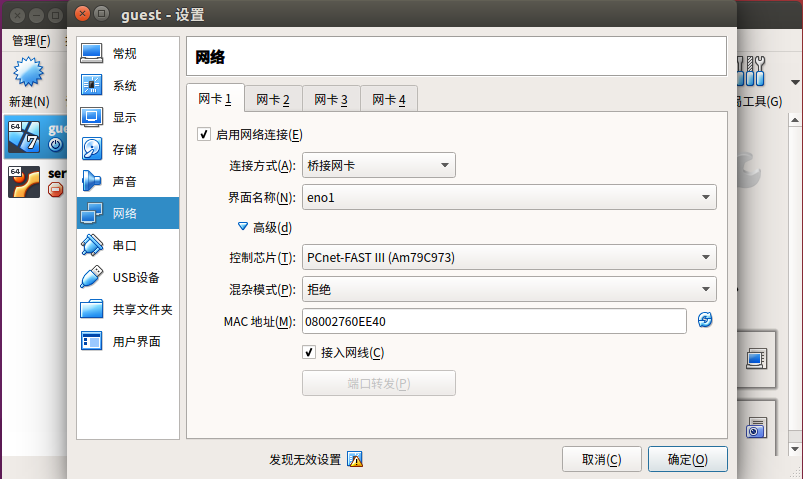 guest - 设置
管理(F)
新建(N)
局工具(G)
64
7
gue
64
ser
常规
系统
显示
存储
声音
网络
串口
USB设备
共享文件夹
用户界面
网络
网卡 1 网卡 2 网卡 3 网卡 4
启用网络连接(E)
连接方式(A): 桥接网卡
界面名称(N): eno1
高级(d)
控制芯片(T): PCnet-FAST III (Am79C973)
混杂模式(P): 拒绝
MAC 地址(M): 08002760EE40
接入网线(C)
端口转发(P)
发现无效设置
取消(C) 确定(O)